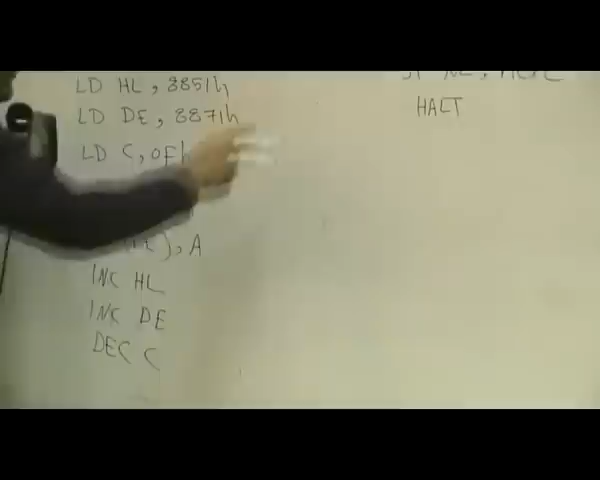 LD HL, 8851h
LD DE, 8871h
LD C, 0Fh
), A
INC HL
INC DE
DEC C
HALT